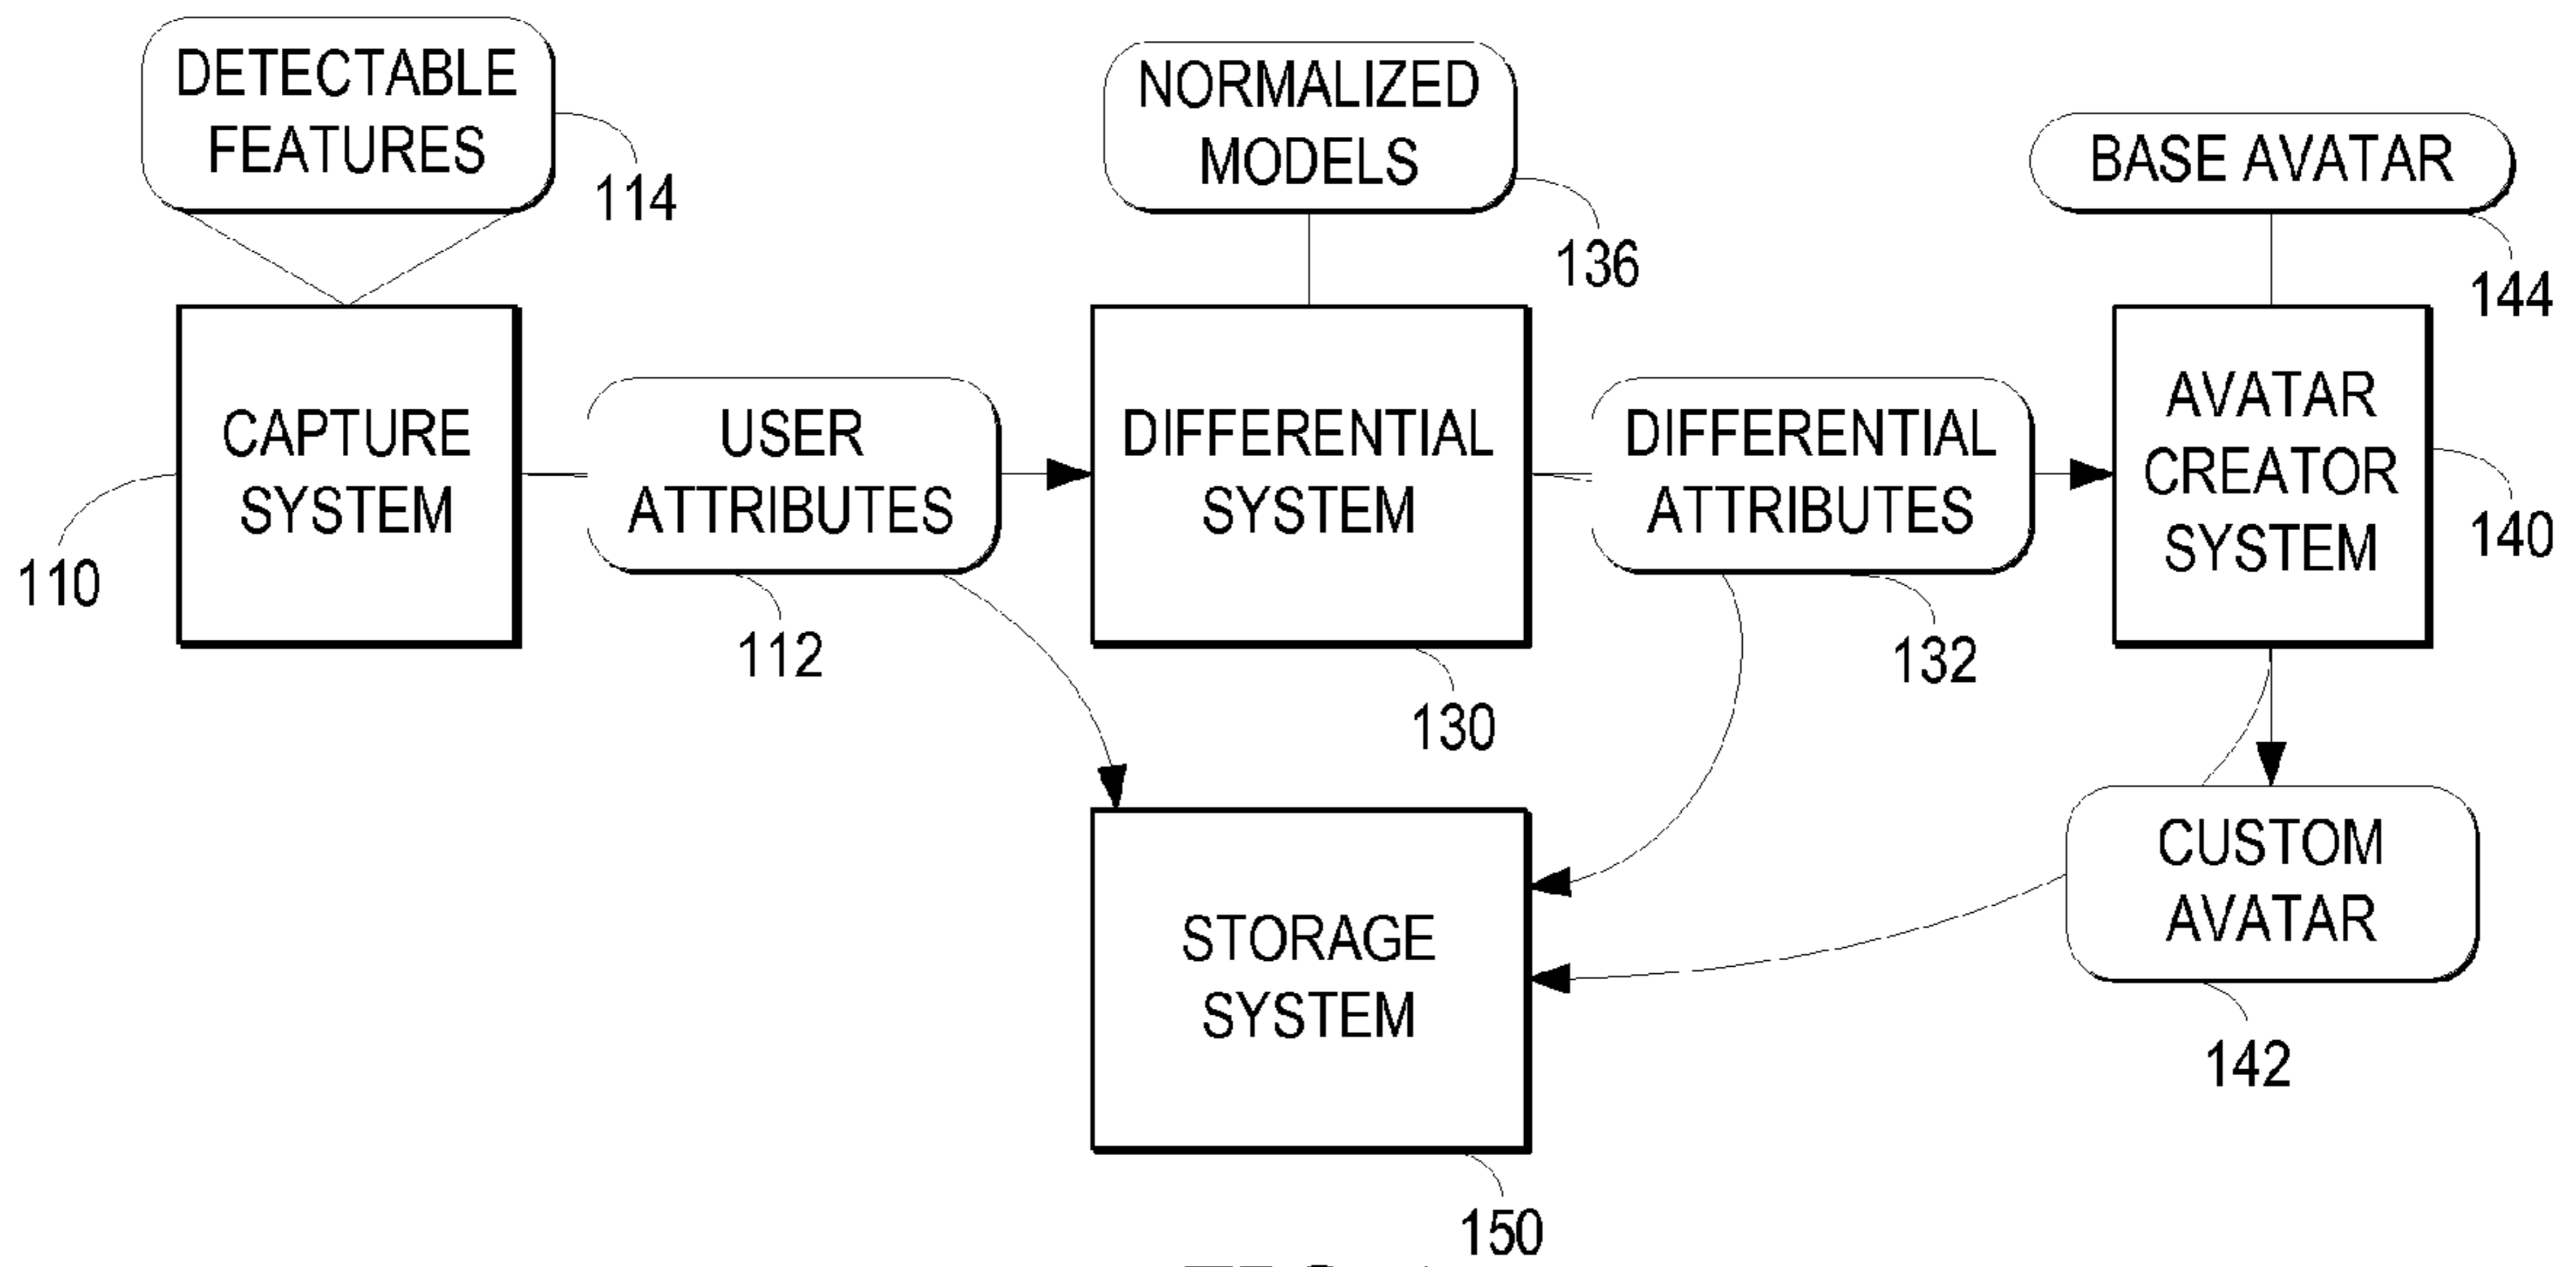 DETECTABLE
FEATURES
114
NORMALIZED
MODELS
136
BASE AVATAR
144
CAPTURE
SYSTEM
110
USER
ATTRIBUTES
112
DIFFERENTIAL
SYSTEM
130
DIFFERENTIAL
ATTRIBUTES
132
AVATAR
CREATOR
SYSTEM
140
STORAGE
SYSTEM
150
CUSTOM
AVATAR
142